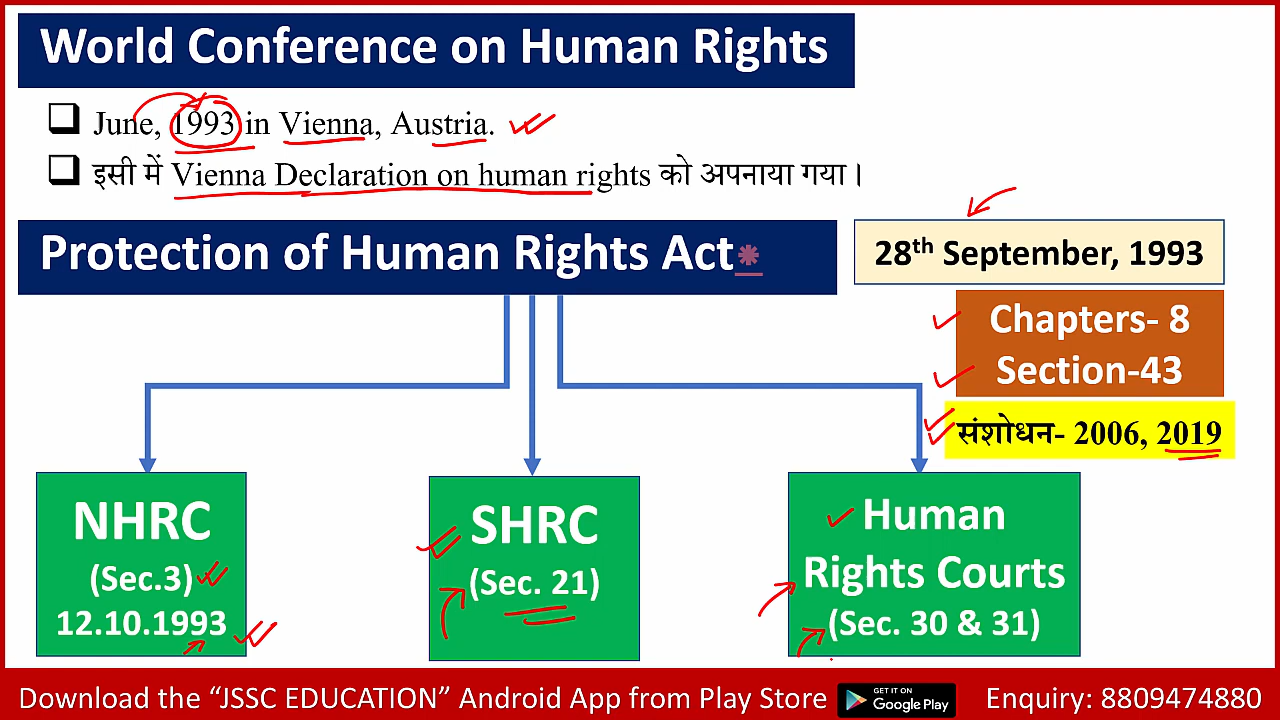 World Conference on Human Rights
June, 1993 in Vienna, Austria.
इसी में Vienna Declaration on human rights को अपनाया गया।
Protection of Human Rights Act*
28th September, 1993
Chapters- 8
Section-43
संशोधन- 2006, 2019
NHRC
(Sec.3)
12.10.1993
SHRC
(Sec. 21)
Human
Rights Courts
(Sec. 30 & 31)
Download the “JSSC EDUCATION” Android App from Play Store
GET IT ON
Google Play
Enquiry: 8809474880